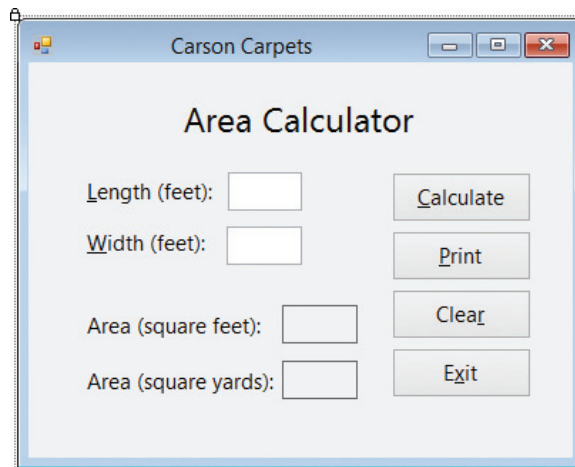 Carson Carpets
Area Calculator
Length (feet):
Calculate
Width (feet):
Print
Area (square feet):
Clear
Area (square yards):
Exit